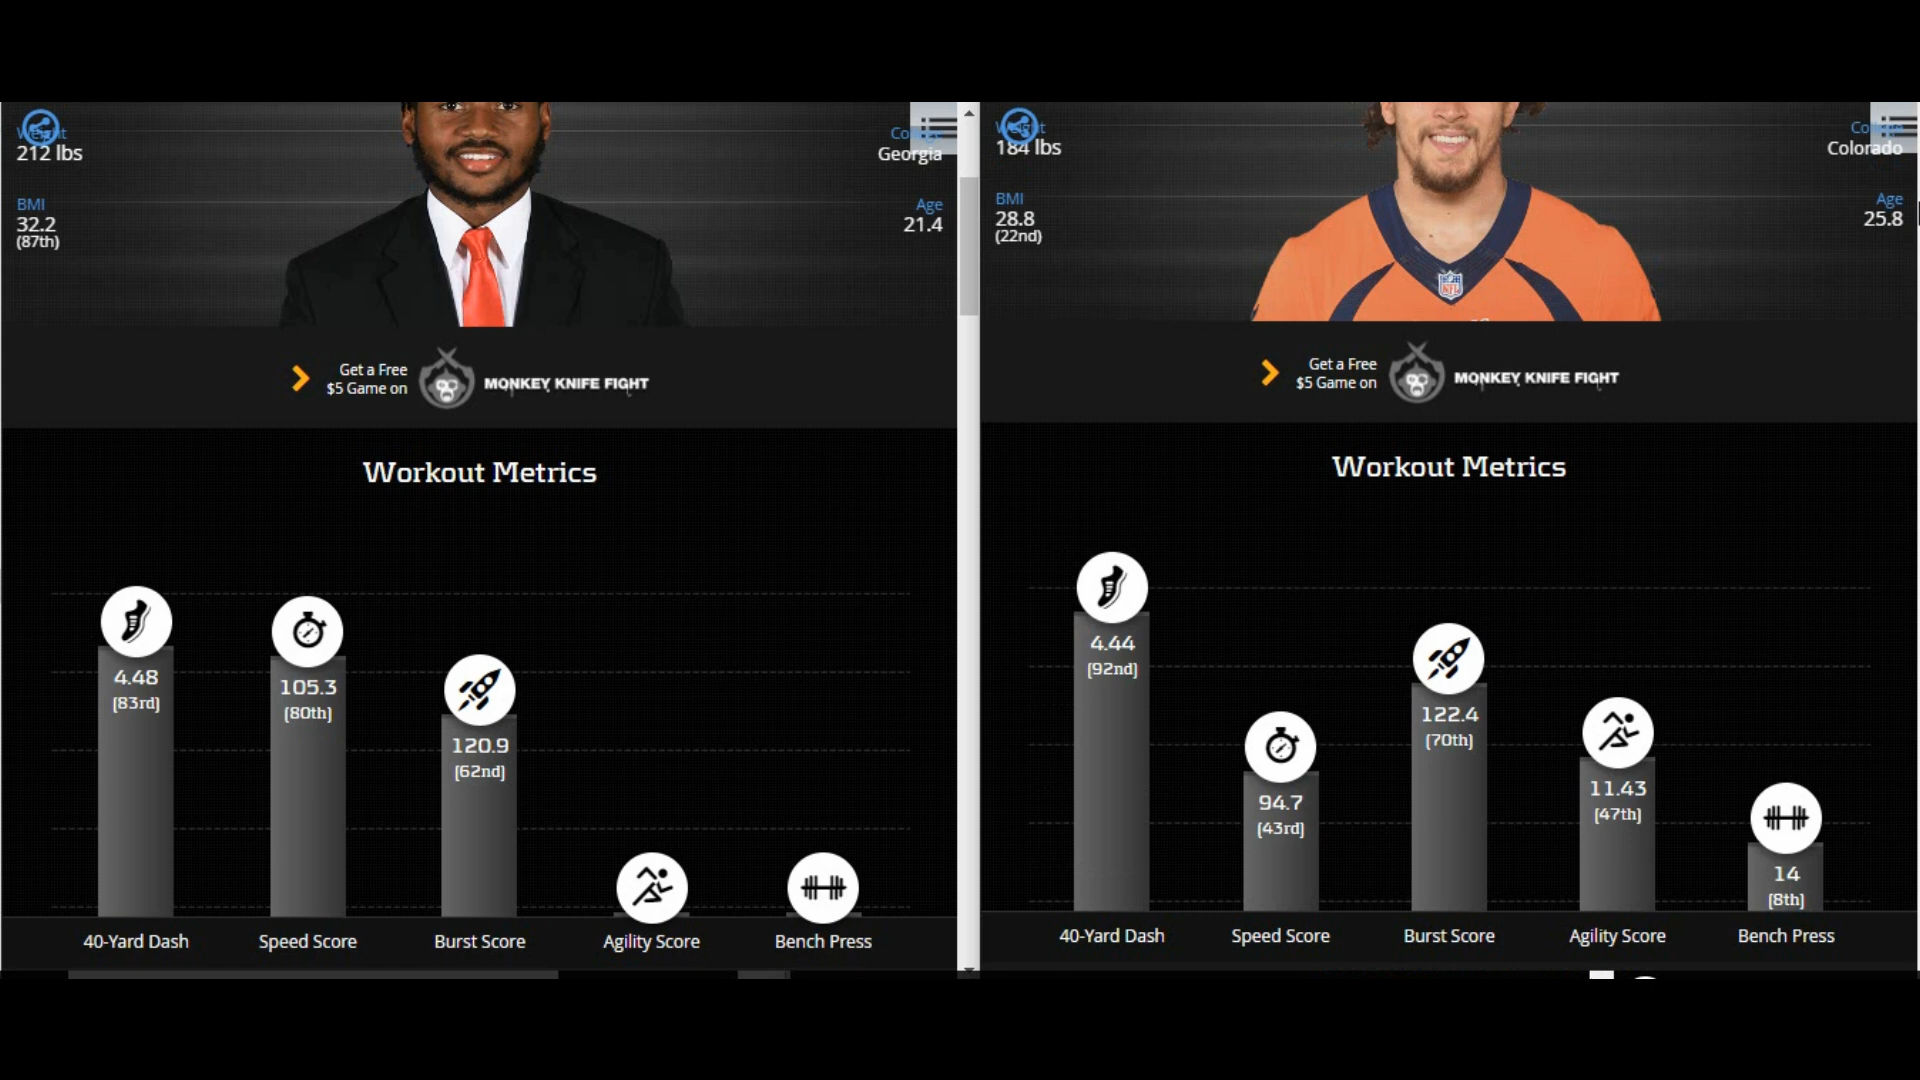 Weight
212 lbs
BMI
32.2
(87th)
Georgia
Age
21.4
Get a Free
$5 Game on
MONKEY KNIFE FIGHT
Workout Metrics
4.48
(83rd)
105.3
(80th)
120.9
(62nd)
40-Yard Dash
Speed Score
Burst Score
Agility Score
Bench Press
Weight
184 lbs
BMI
28.8
(22nd)
Colorado
Age
25.8
NFL
Get a Free
$5 Game on
MONKEY KNIFE FIGHT
Workout Metrics
4.44
(92nd)
94.7
(43rd)
122.4
(70th)
11.43
(47th)
14
(8th)
40-Yard Dash
Speed Score
Burst Score
Agility Score
Bench Press